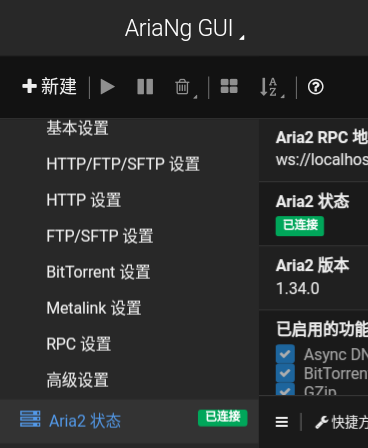 AriaNg GUI
新建
基本设置
HTTP/FTP/SFTP 设置
HTTP 设置
FTP/SFTP 设置
BitTorrent 设置
Metalink 设置
RPC 设置
高级设置
Aria2 状态 已连接
Aria2 RPC 地
ws://localhos
Aria2 状态
已连接
Aria2 版本
1.34.0
已启用的功能
Async DN
BitTorren
GZip
快捷方